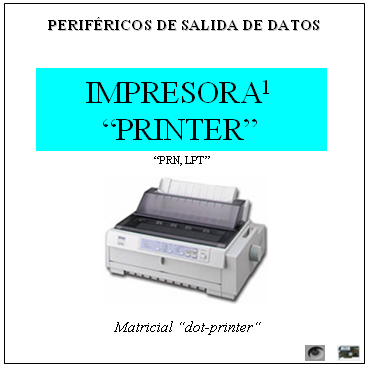 PERIFÉRICOS DE SALIDA DE DATOS
IMPRESORA¹
“PRINTER”
“PRN, LPT”
Matricial “dot-printer“